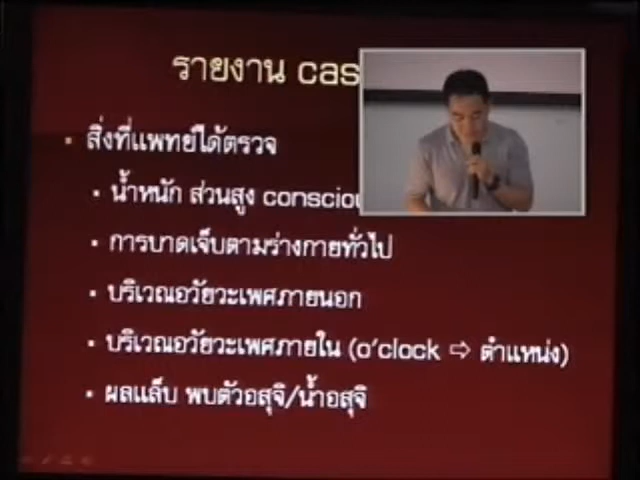 รายงาน cas
• สิ่งที่แพทย์ได้ตรวจ
• น้ำหนัก ส่วนสูง consciou
• การบาดเจ็บตามร่างกายทั่วไป
• บริเวณอวัยวะเพศภายนอก
• บริเวณอวัยวะเพศภายใน (o'clock ⇨ ตำแหน่ง)
• ผลแล็บ พบตัวอสุจิ/น้ำอสุจิ